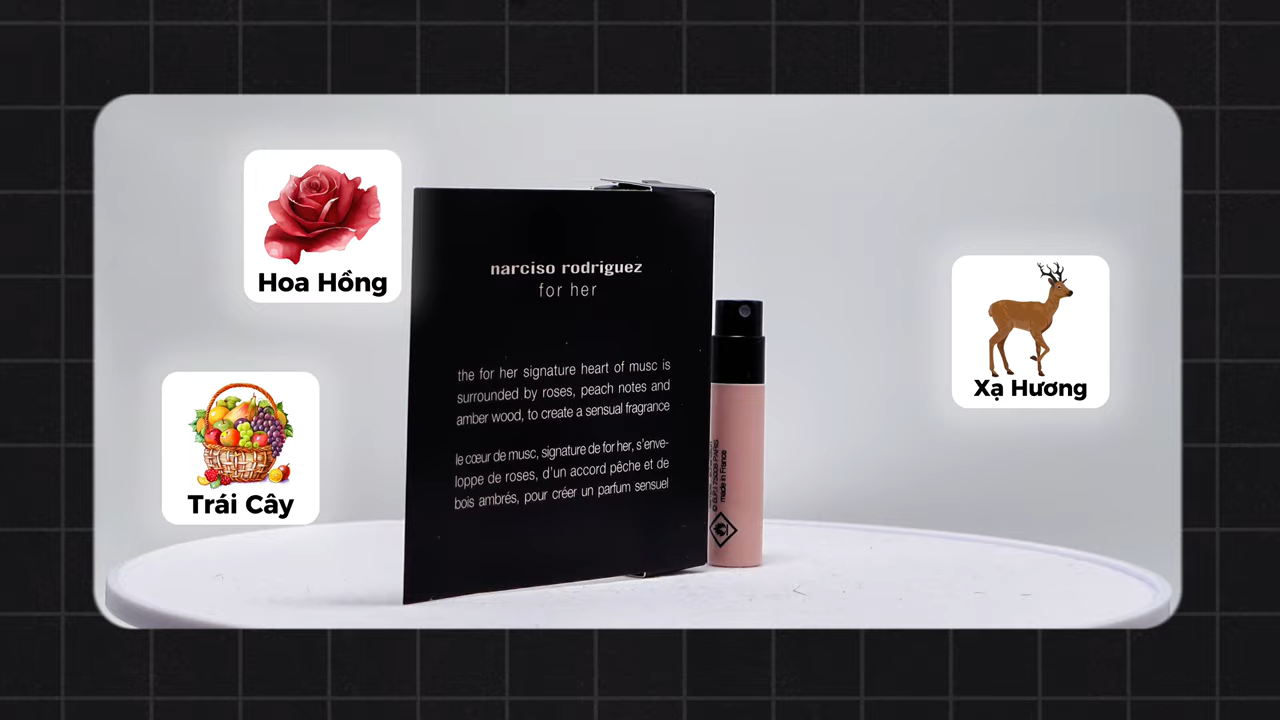 Hoa Hồng
Trái Cây
narciso rodriguez
for her
the for her signature heart of musc is
surrounded by roses, peach notes and
amber wood, to create a sensual fragrance
le cœur de musc, signature de for her, s'enve-
loppe de roses, d'un accord pêche et de
bois ambrés, pour créer un parfum sensuel
made in France
Xạ Hương